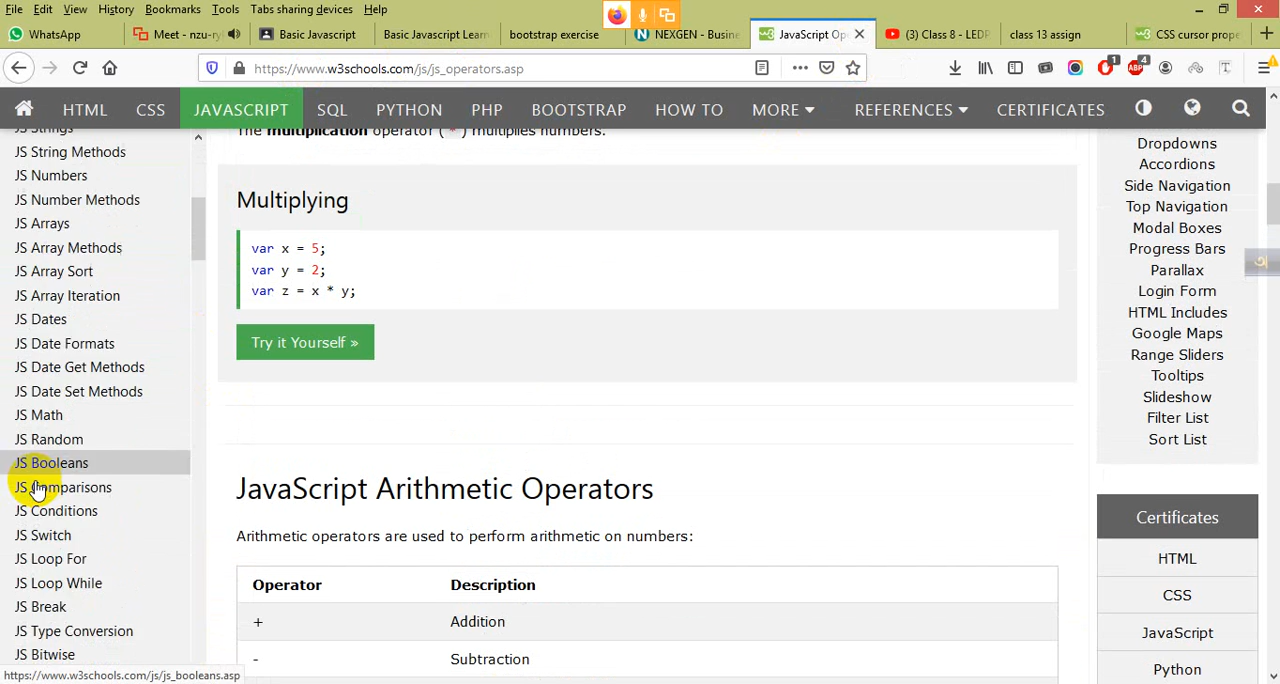 File Edit View History Bookmarks Tools Tabs sharing_devices Help
WhatsApp Meet - nzu-rj Basic Javascript Basic Javascript Learn bootstrap exercise NEXGEN - Busine JavaScript Ope (3) Class 8 - LEDP class 13 assign CSS cursor prope
https://www.w3schools.com/js/js_operators.asp 1 4
HTML CSS JAVASCRIPT SQL PYTHON PHP BOOTSTRAP HOW TO MORE REFERENCES CERTIFICATES
JS Strings
JS String Methods
JS Numbers
JS Number Methods
JS Arrays
JS Array Methods
JS Array Sort
JS Array Iteration
JS Dates
JS Date Formats
JS Date Get Methods
JS Date Set Methods
JS Math
JS Random
JS Booleans
JS Comparisons
JS Conditions
JS Switch
JS Loop For
JS Loop While
JS Break
JS Type Conversion
JS Bitwise
https://www.w3schools.com/js/js_booleans.asp
The multiplication operator ( * ) multiplies numbers.
Multiplying
var x = 5;
var y = 2;
var z = x * y;
Try it Yourself »
JavaScript Arithmetic Operators
Arithmetic operators are used to perform arithmetic on numbers:
Operator Description
+ Addition
- Subtraction
Dropdowns
Accordions
Side Navigation
Top Navigation
Modal Boxes
Progress Bars
Parallax
Login Form
HTML Includes
Google Maps
Range Sliders
Tooltips
Slideshow
Filter List
Sort List
Certificates
HTML
CSS
JavaScript
Python